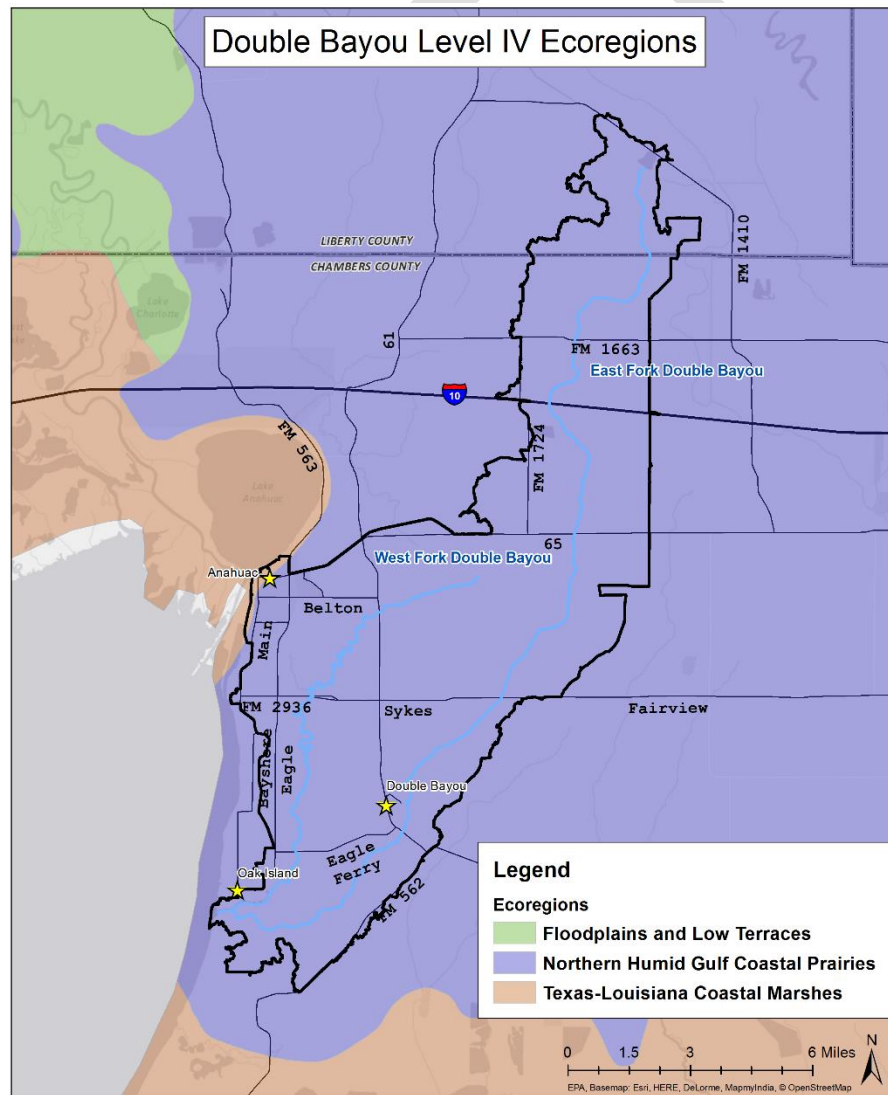 Double Bayou Level IV Ecoregions
LIBERTY COUNTY
CHAMBERS COUNTY
FM 1410
Lake
Charlotte
61
FM 1663
East Fork Double Bayou
10
FM 563
FM 1724
Lake
Anahuac
65
West Fork Double Bayou
Anahuac
Belton
Main
FM 2936
Sykes
Fairview
Bayshore
Eagle
Double Bayou
Eagle
Ferry
Oak Island
FM 562
Legend
Ecoregions
Floodplains and Low Terraces
Northern Humid Gulf Coastal Prairies
Texas-Louisiana Coastal Marshes
N
0 1.5 3 6 Miles
EPA, Basemap: Esri, HERE, DeLorme, MapmyIndia, © OpenStreetMap